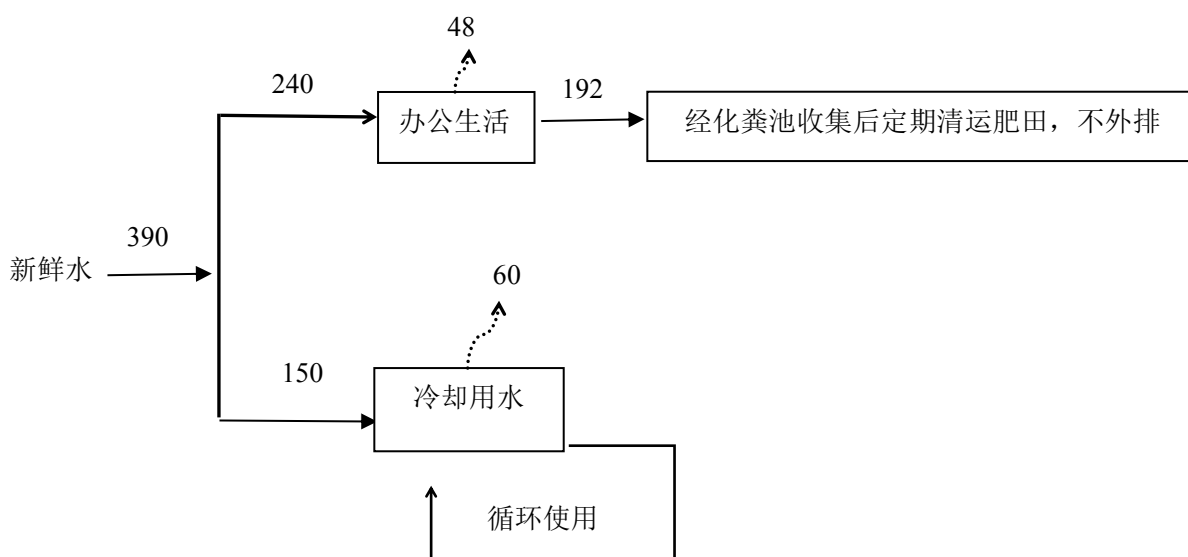 48
240
办公生活
192
经化粪池收集后定期清运肥田，不外排
390
新鲜水
60
150
冷却用水
循环使用